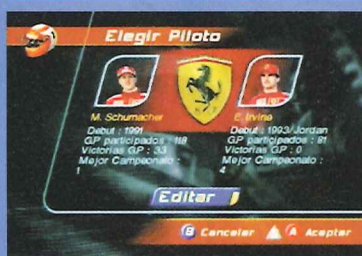 Elegir Piloto
M. Schumacher
Debut : 1991
GP participados : 118
Victorias GP : 33
Mejor Campeonato :
1
E. Irvine
Debut : 1993/Jordan
GP participados : 81
Victorias GP : 0
Mejor Campeonato :
4
Editar
B Cancelar A Aceptar